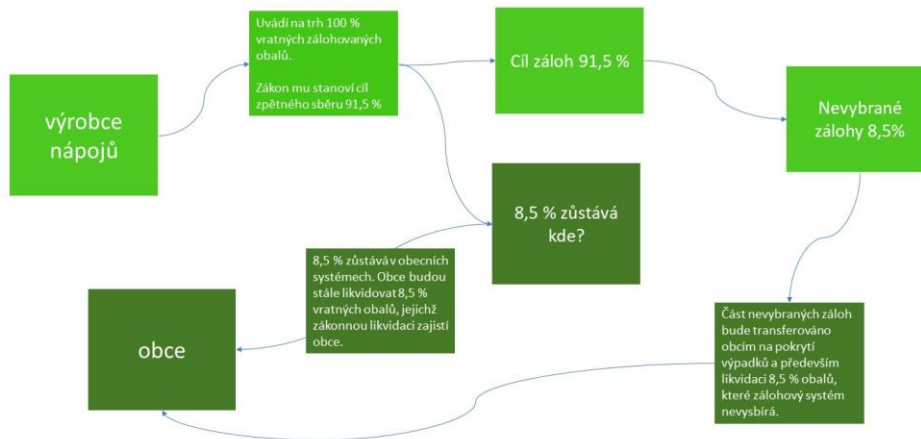 výrobce
nápojů
Uvádí na trh 100 %
vratných zálohovaných
obalů.
Zákon mu stanoví cíl
zpětného sběru 91,5 %
Cíl záloh 91,5 %
Nevybrané
zálohy 8,5%
8,5 % zůstává
kde?
8,5 % zůstává v obecních
systémech. Obce budou
stále likvidovat 8,5 %
vratných obalů, jejichž
zákonnou likvidaci zajistí
obce.
obce
Část nevybraných záloh
bude transferováno
obcím na pokrytí
výpadků a především
likvidaci 8,5 % obalů,
které zálohový systém
nevysbírá.